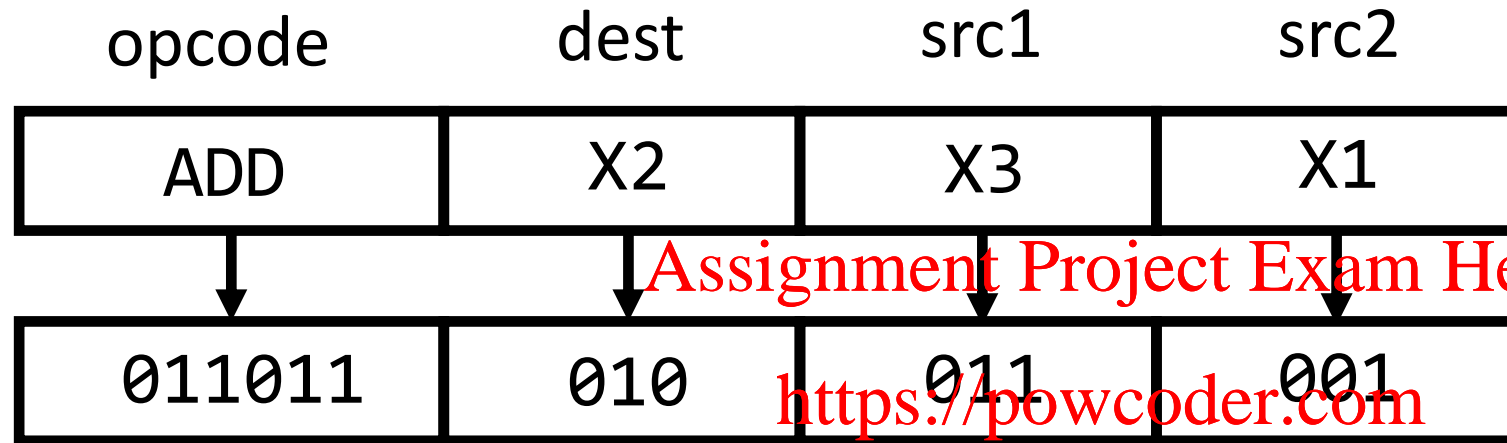 opcode dest src1 src2
ADD X2 X3 X1
Assignment Project Exam He
011011 010 011 001
https://powcoder.com